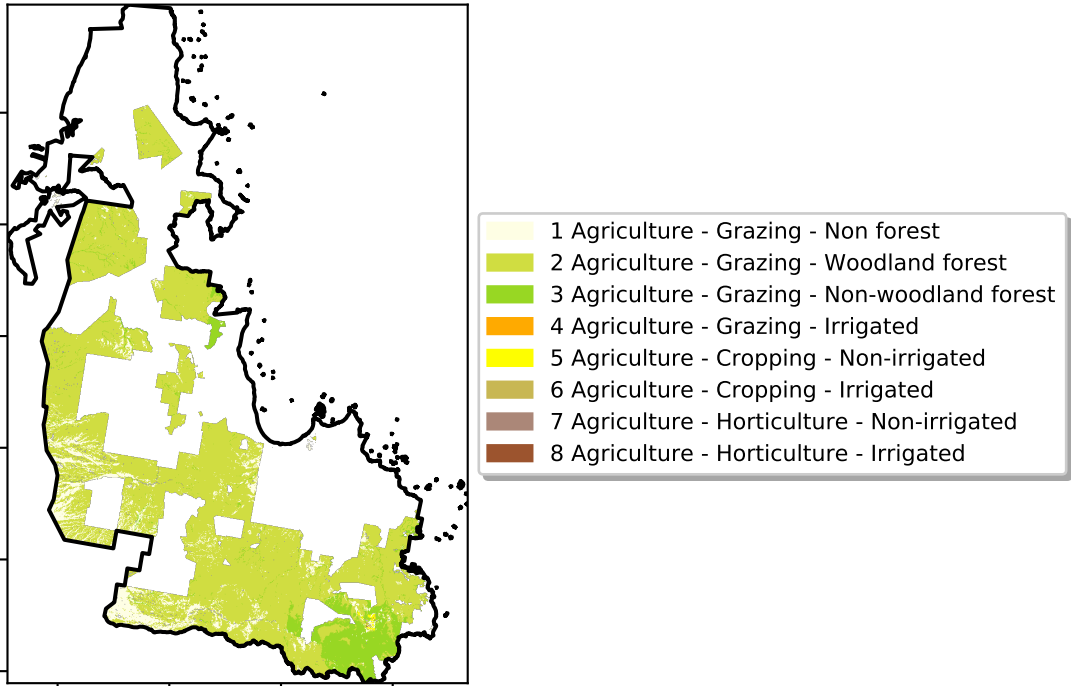 1 Agriculture - Grazing - Non forest
2 Agriculture - Grazing - Woodland forest
3 Agriculture - Grazing - Non-woodland forest
4 Agriculture - Grazing - Irrigated
5 Agriculture - Cropping - Non-irrigated
6 Agriculture - Cropping - Irrigated
7 Agriculture - Horticulture - Non-irrigated
8 Agriculture - Horticulture - Irrigated